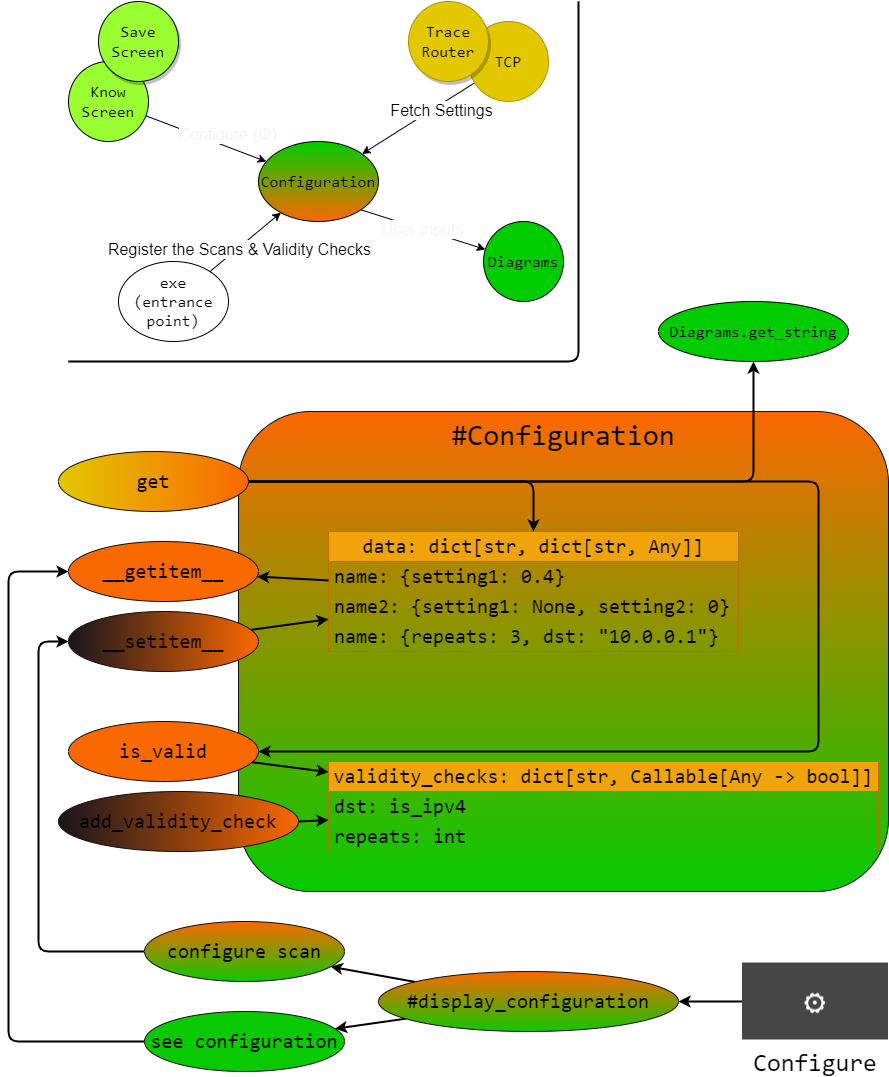 Save
Screen
Know
Screen
Trace
Router
TCP
Fetch Settings
Configure (⚙)
Configuration
User Inputs
Register the Scans & Validity Checks
Diagrams
exe
(entrance
point)
Diagrams.get_string
#Configuration
get
data: dict[str, dict[str, Any]]
__getitem__
name: {setting1: 0.4}
name2: {setting1: None, setting2: 0}
__setitem__
name: {repeats: 3, dst: "10.0.0.1"}
is_valid
validity_checks: dict[str, Callable[Any -> bool]]
dst: is_ipv4
add_validity_check
repeats: int
configure scan
#display_configuration
see configuration
Configure